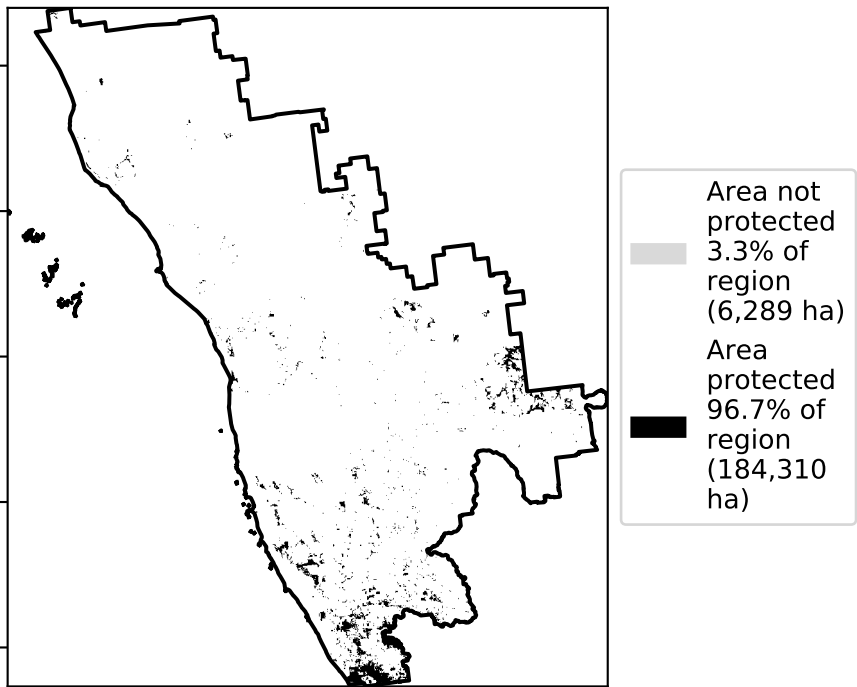 Area not
protected
3.3% of
region
(6,289 ha)
Area
protected
96.7% of
region
(184,310
ha)